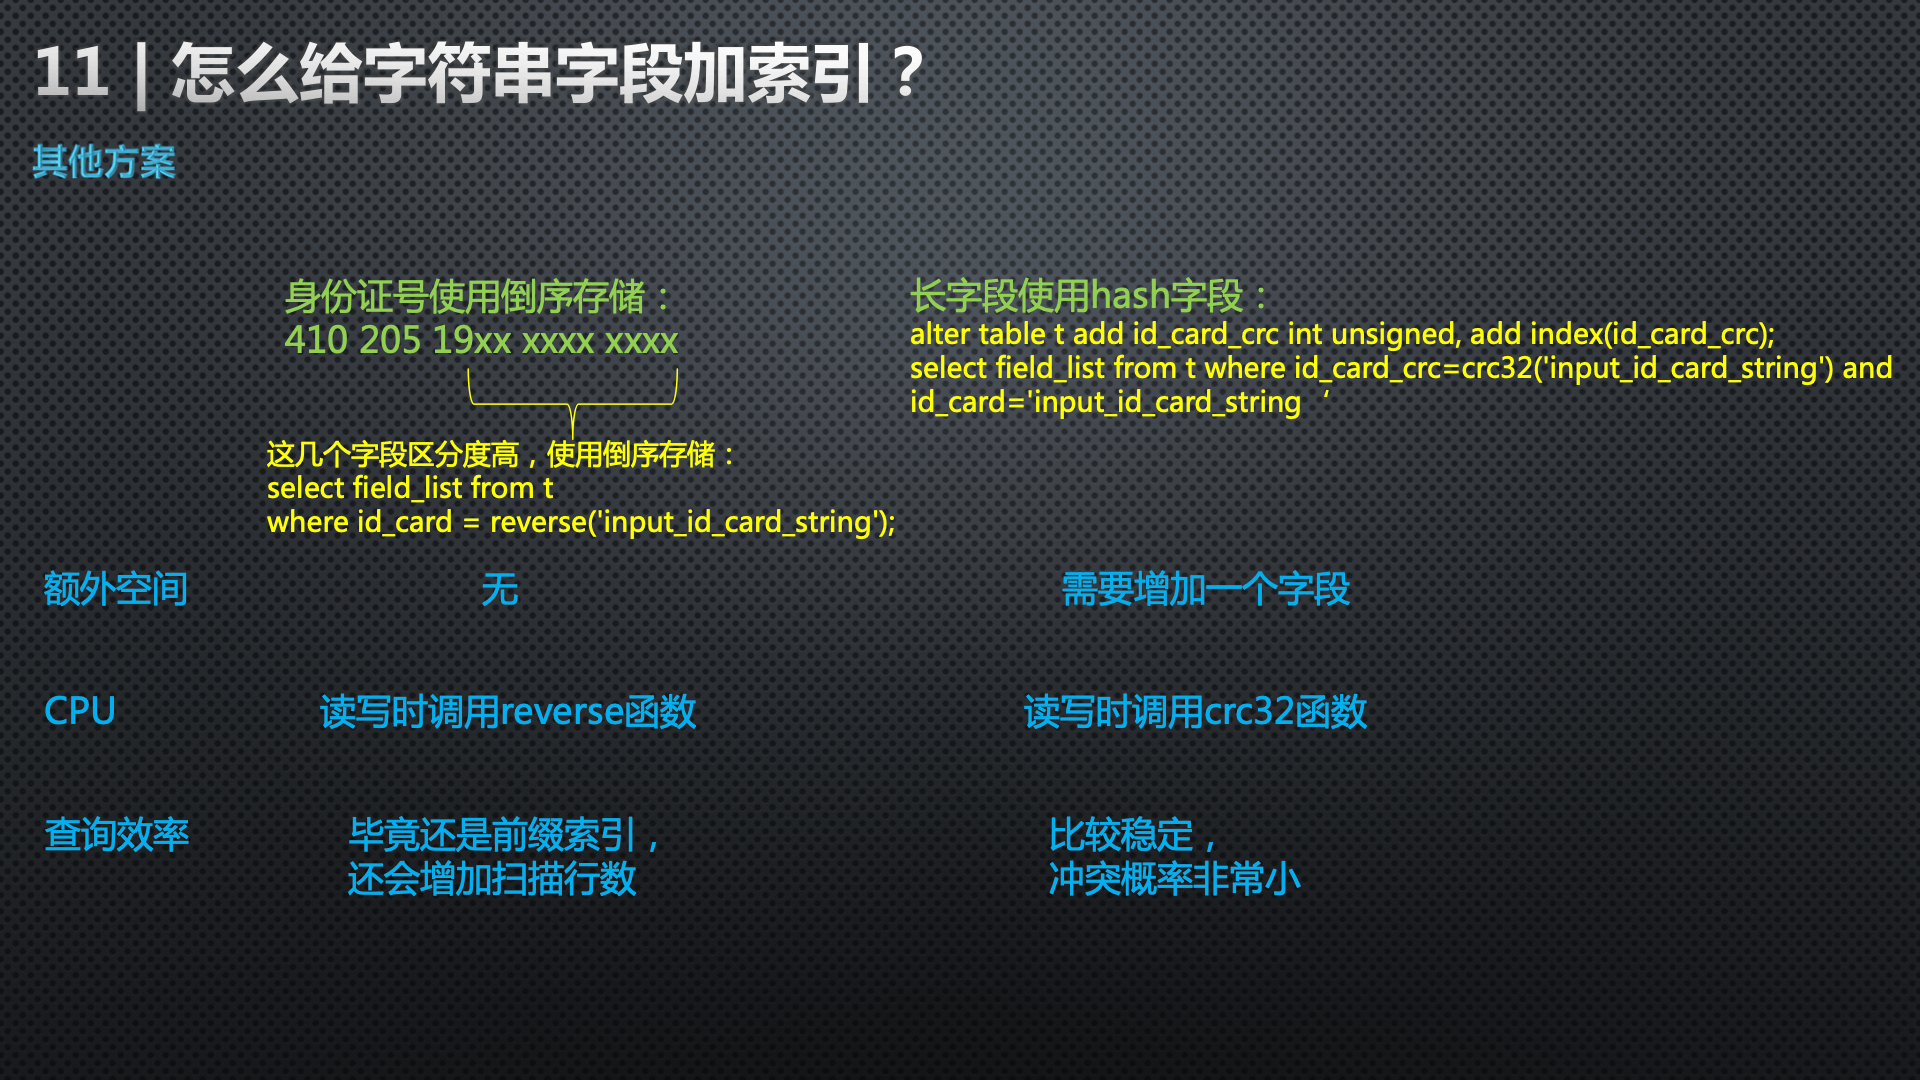 11 | 怎么给字符串字段加索引？
其他方案
身份证号使用倒序存储：
410 205 19xx xxxx xxxx
这几个字段区分度高，使用倒序存储：
select field_list from t
where id_card = reverse('input_id_card_string');
长字段使用hash字段：
alter table t add id_card_crc int unsigned, add index(id_card_crc);
select field_list from t where id_card_crc=crc32('input_id_card_string') and
id_card='input_id_card_string ‘
额外空间 无 需要增加一个字段
CPU 读写时调用reverse函数 读写时调用crc32函数
查询效率 毕竟还是前缀索引， 比较稳定，
还会增加扫描行数 冲突概率非常小